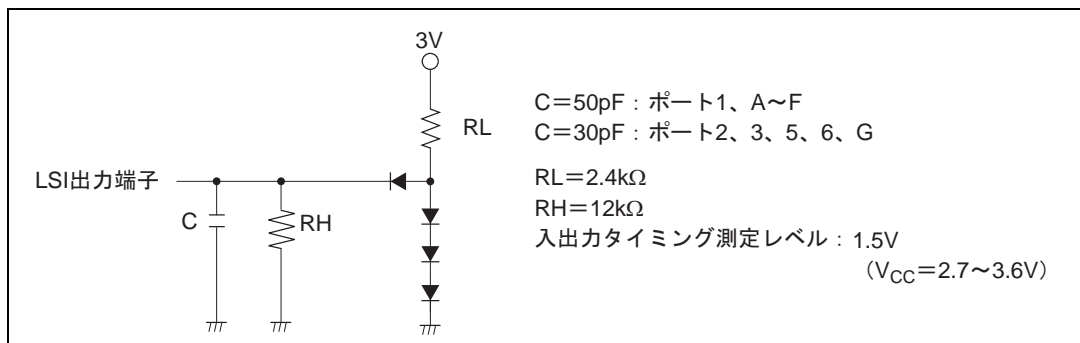 3V
RL
LSI出力端子
C
RH
C=50pF：ポート1、A～F
C=30pF：ポート2、3、5、6、G
RL=2.4kΩ
RH=12kΩ
入出力タイミング測定レベル：1.5V
（VCC=2.7～3.6V）